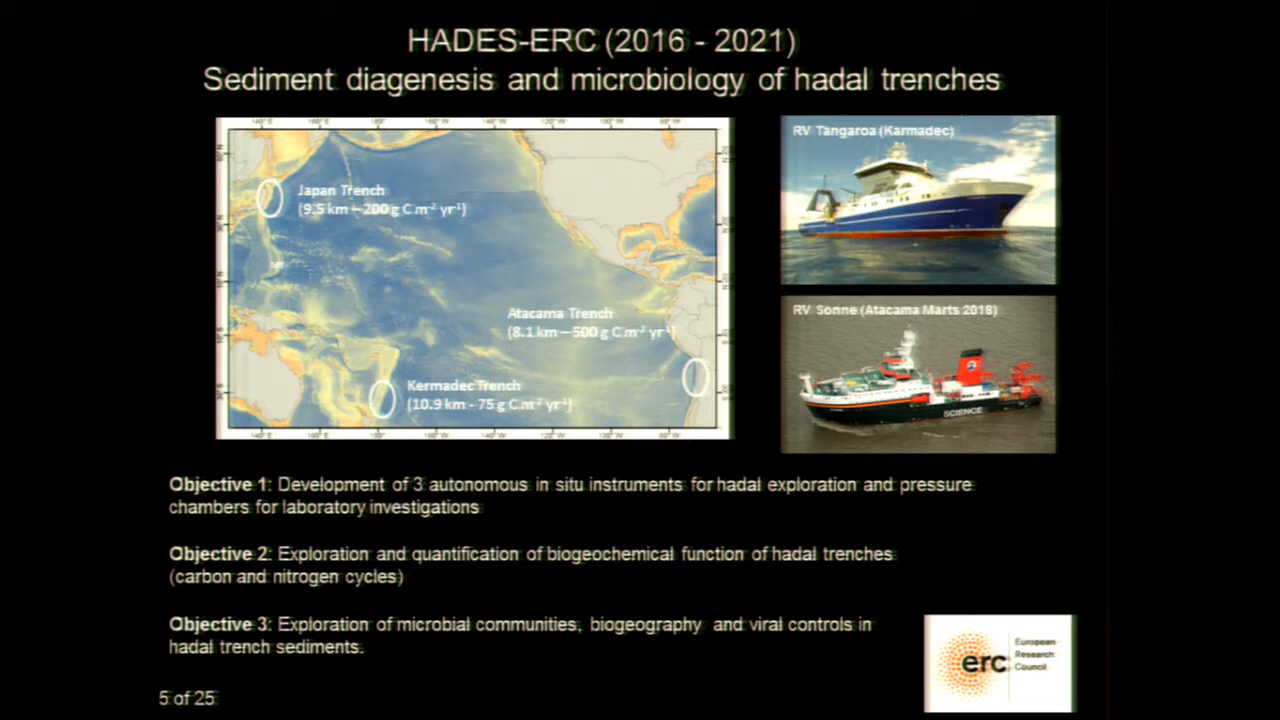 HADES-ERC (2016 - 2021)
Sediment diagenesis and microbiology of hadal trenches
Japan Trench
(9.5 km – 200 g C m-2 yr-1)
Atacama Trench
(8.1 km – 500 g C m-2 yr-1)
Kermadec Trench
(10.9 km - 75 g C m-2 yr-1)
RV Tangaroa (Karmadec)
RV Sonne (Atacama Marts 2018)
SCIENCE
Objective 1: Development of 3 autonomous in situ instruments for hadal exploration and pressure
chambers for laboratory investigations
Objective 2: Exploration and quantification of biogeochemical function of hadal trenches
(carbon and nitrogen cycles)
Objective 3: Exploration of microbial communities, biogeography and viral controls in
hadal trench sediments.
erc
European
Research
Council
5 of 25